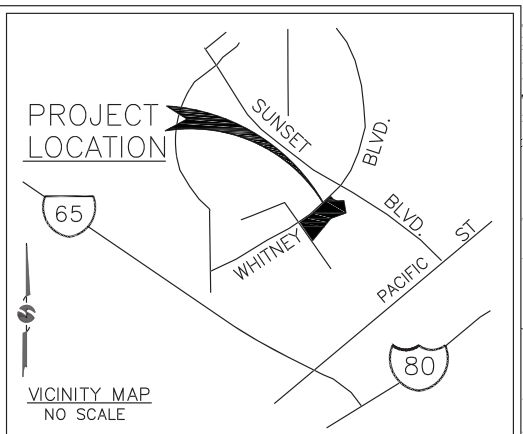 PROJECT
LOCATION
SUNSET
BLVD.
BLVD.
WHITNEY
PACIFIC ST
65
80
VICINITY MAP
NO SCALE